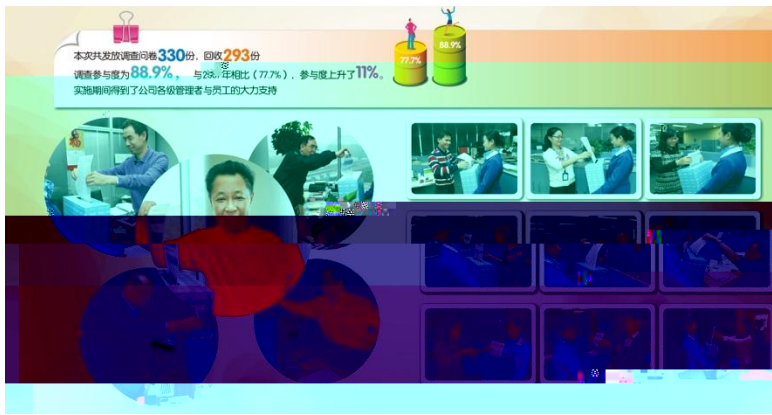 本次共发放调查问卷330份，回收293份
调查参与度为88.9%， 与 年相比（77.7%），参与度上升了11%。
实施期间得到了公司各级管理者与员工的大力支持
77.7%
88.9%